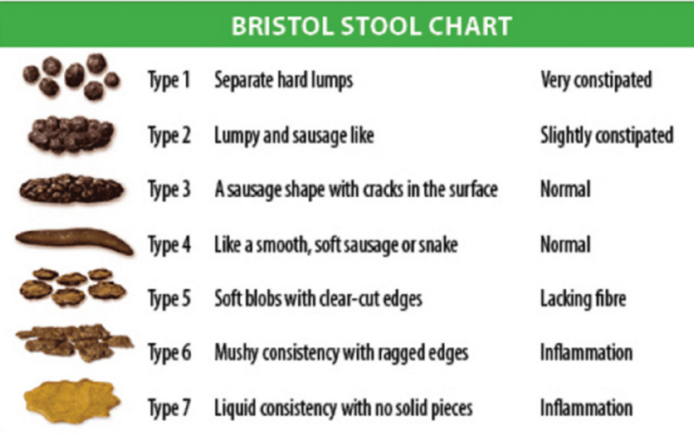 BRISTOL STOOL CHART
Type 1 Separate hard lumps Very constipated
Type 2 Lumpy and sausage like Slightly constipated
Type 3 A sausage shape with cracks in the surface Normal
Type 4 Like a smooth, soft sausage or snake Normal
Type 5 Soft blobs with clear-cut edges Lacking fibre
Type 6 Mushy consistency with ragged edges Inflammation
Type 7 Liquid consistency with no solid pieces Inflammation